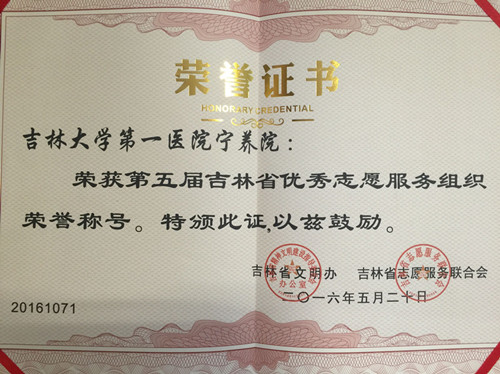 荣誉证书
HONORARY CREDENTIAL
吉林大学第一医院宁养院：
荣获第五届吉林省优秀志愿服务组织
荣誉称号。特颁此证，以兹鼓励。
吉林省文明办 吉林省志愿服务联合会
办公室
二〇一六年五月二十日
20161071